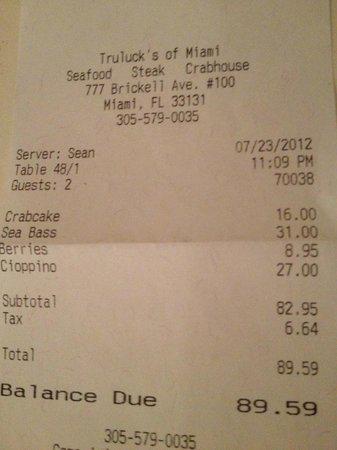 Truluck's of Miami
Seafood Steak Crabhouse
777 Brickell Ave. #100
Miami, FL 33131
305-579-0035
Server: Sean 07/23/2012
Table 48/1 11:09 PM
Guests: 2 70038
Crabcake 16.00
Sea Bass 31.00
Berries 8.95
Cioppino 27.00
Subtotal 82.95
Tax 6.64
Total 89.59
Balance Due 89.59
305-579-0035